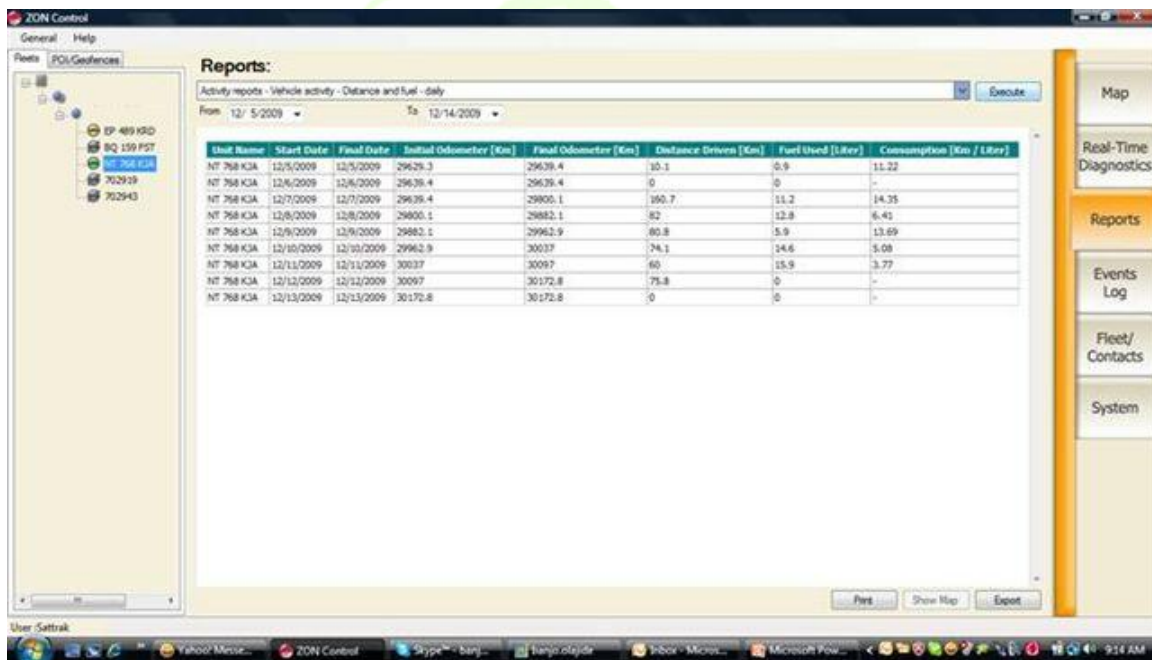 ZON Control
General Help
Fleets POI/Geofences
EP 489 KRD
BQ 159 PST
NT 768 KJA
702919
702943
Reports:
Activity reports - Vehicle activity - Distance and fuel - daily Execute
From 12/ 5/2009 To 12/14/2009
Unit Name Start Date Final Date Initial Odometer [Km] Final Odometer [Km] Distance Driven [Km] Fuel Used [Liter] Consumption [Km / Liter]
NT 768 KJA 12/5/2009 12/5/2009 29629.3 29639.4 10.1 0.9 11.22
NT 768 KJA 12/6/2009 12/6/2009 29639.4 29639.4 0 0 -
NT 768 KJA 12/7/2009 12/7/2009 29639.4 29800.1 160.7 11.2 14.35
NT 768 KJA 12/8/2009 12/8/2009 29800.1 29882.1 82 12.8 6.41
NT 768 KJA 12/9/2009 12/9/2009 29882.1 29962.9 80.8 5.9 13.69
NT 768 KJA 12/10/2009 12/10/2009 29962.9 30037 74.1 14.6 5.08
NT 768 KJA 12/11/2009 12/11/2009 30037 30097 60 15.9 3.77
NT 768 KJA 12/12/2009 12/12/2009 30097 30172.8 75.8 0 -
NT 768 KJA 12/13/2009 12/13/2009 30172.8 30172.8 0 0 -
Print Show Map Export
Map
Real-Time
Diagnostics
Reports
Events
Log
Fleet/
Contacts
System
User :Sattrak
Yahoo! Messe... ZON Control Skype™ - banj... banjo.olajide Inbox - Micros... Microsoft Pow... 9:14 AM